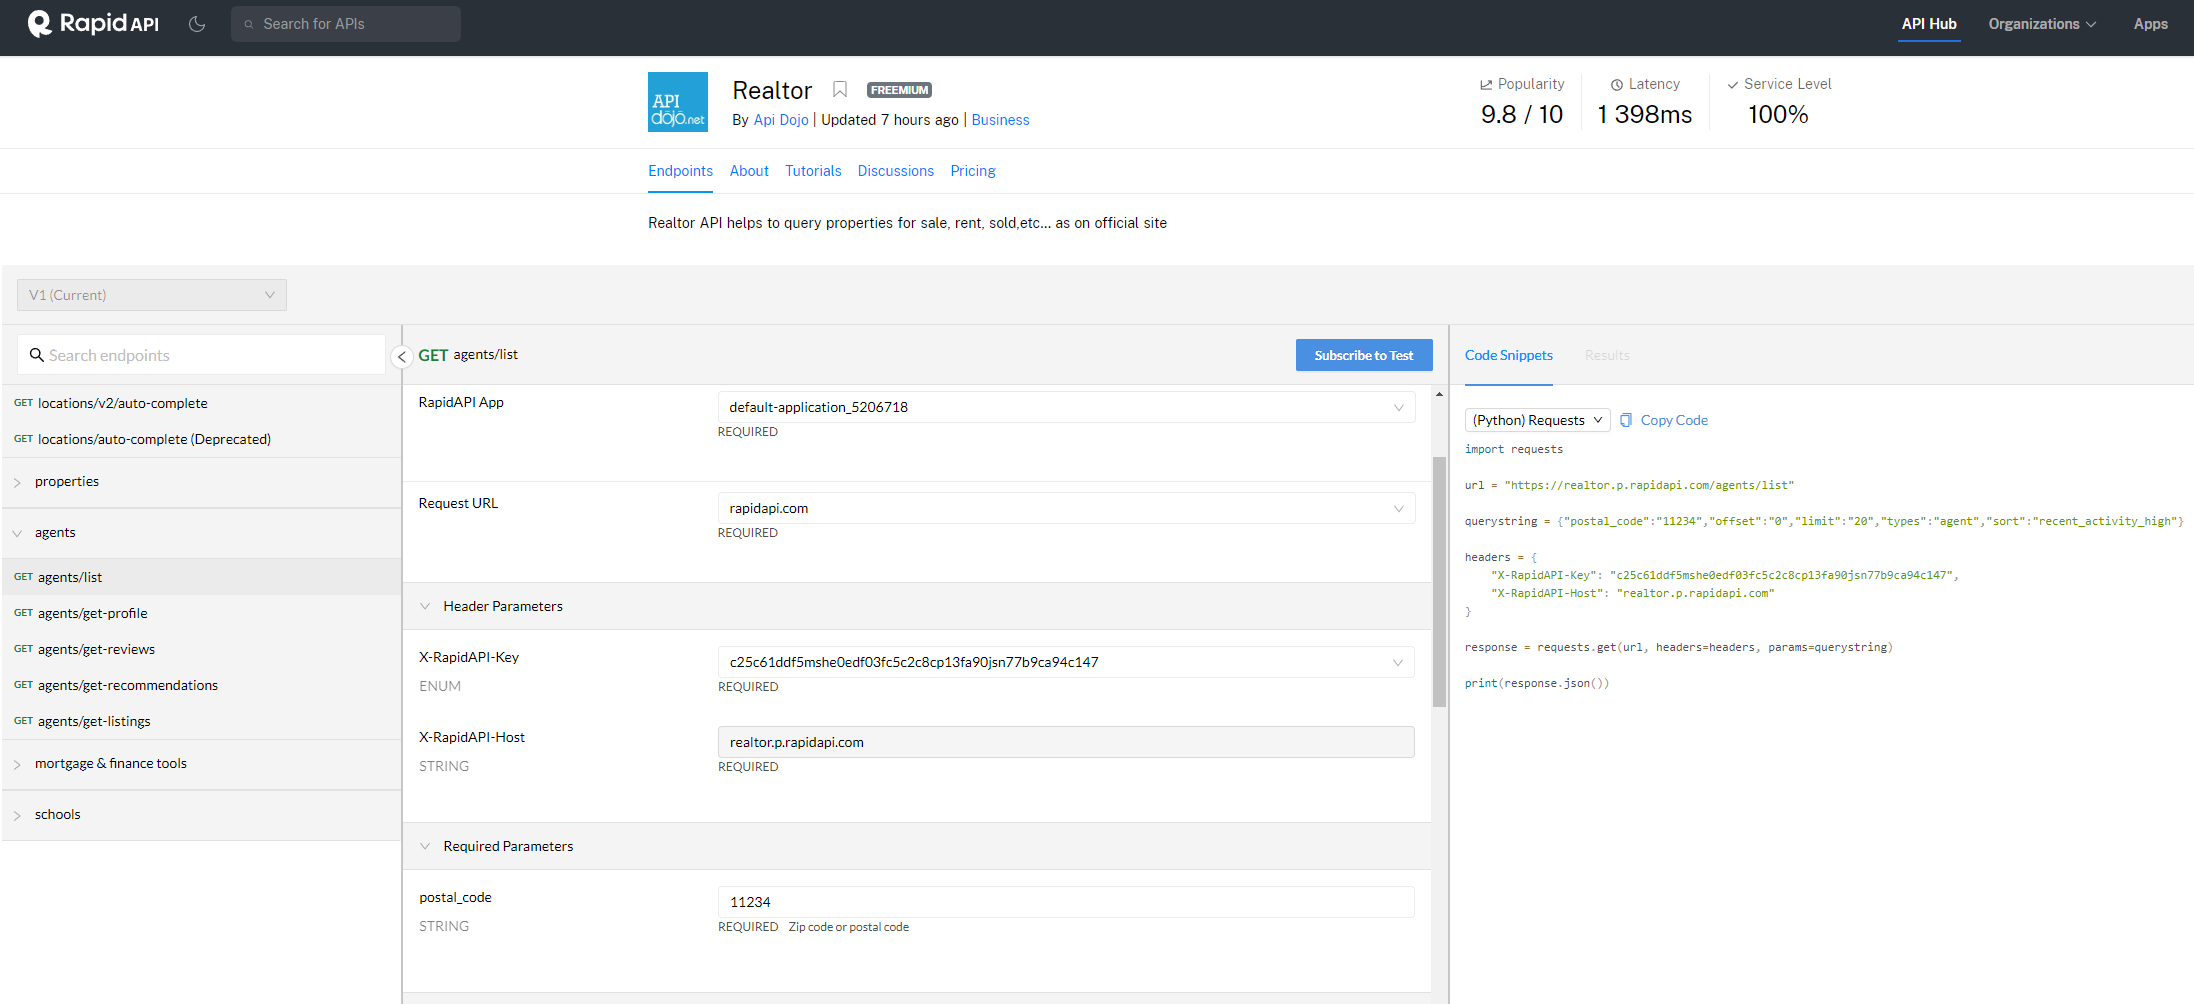 Rapid API
Search for APIs
API Hub
Organizations
Apps
API
dōjō.net
Realtor
FREEMIUM
By Api Dojo | Updated 7 hours ago | Business
Popularity
9.8 / 10
Latency
1 398ms
Service Level
100%
Endpoints
About
Tutorials
Discussions
Pricing
Realtor API helps to query properties for sale, rent, sold,etc... as on official site
V1 (Current)
Search endpoints
GET locations/v2/auto-complete
GET locations/auto-complete (Deprecated)
properties
agents
GET agents/list
GET agents/get-profile
GET agents/get-reviews
GET agents/get-recommendations
GET agents/get-listings
mortgage & finance tools
schools
GET agents/list
Subscribe to Test
RapidAPI App
default-application_5206718
REQUIRED
Request URL
rapidapi.com
REQUIRED
Header Parameters
X-RapidAPI-Key
ENUM
c25c61ddf5mshe0edf03fc5c2c8cp13fa90jsn77b9ca94c147
REQUIRED
X-RapidAPI-Host
STRING
realtor.p.rapidapi.com
REQUIRED
Required Parameters
postal_code
STRING
11234
REQUIRED Zip code or postal code
Code Snippets
Results
(Python) Requests
Copy Code
import requests
url = "https://realtor.p.rapidapi.com/agents/list"
querystring = {"postal_code":"11234","offset":"0","limit":"20","types":"agent","sort":"recent_activity_high"}
headers = {
"X-RapidAPI-Key": "c25c61ddf5mshe0edf03fc5c2c8cp13fa90jsn77b9ca94c147",
"X-RapidAPI-Host": "realtor.p.rapidapi.com"
}
response = requests.get(url, headers=headers, params=querystring)
print(response.json())